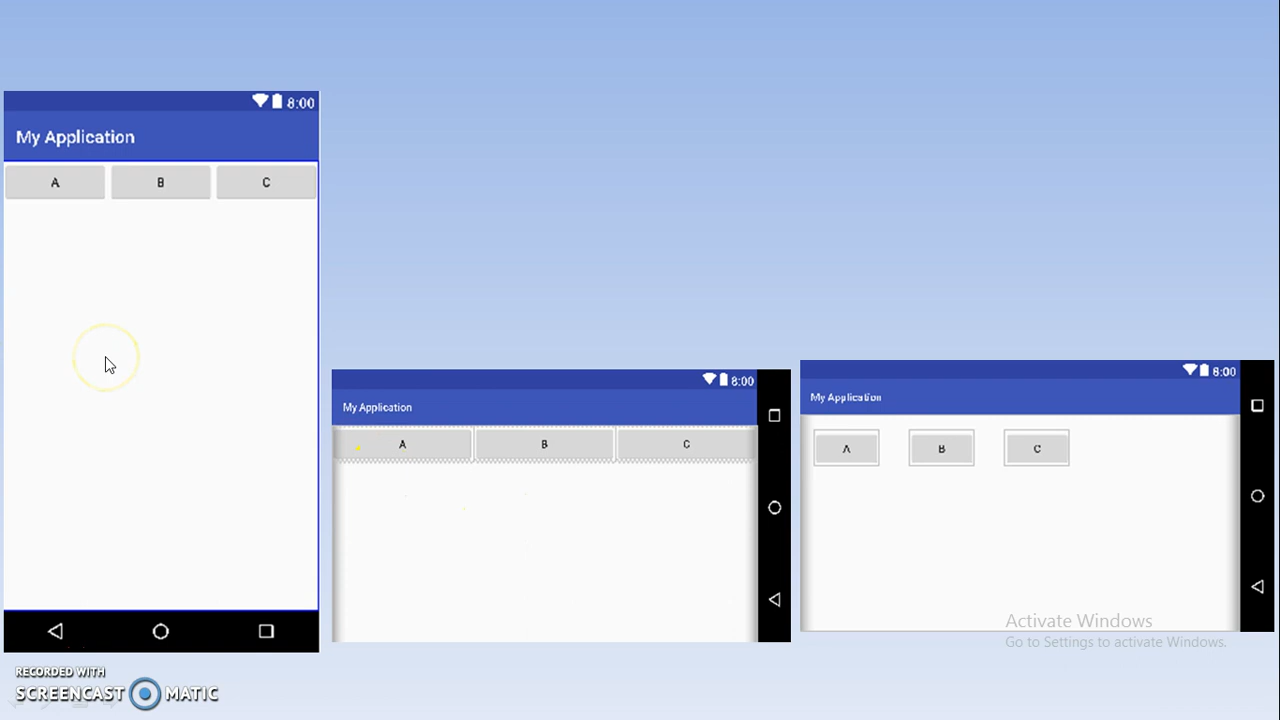 8:00
My Application
A B C
8:00
My Application
A B C
8:00
My Application
A B C
Activate Windows
Go to Settings to activate Windows.
RECORDED WITH
SCREENCAST MATIC